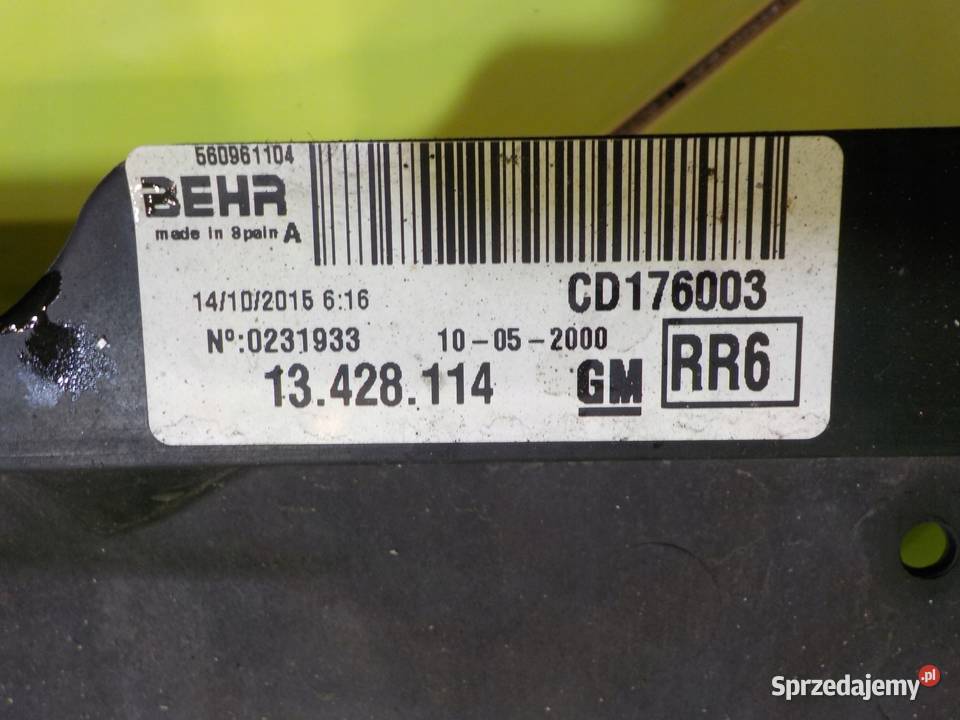 560961104
BEHR
made in Spain A
CD176003
14/10/2015 6:16
Nº:0231933 10-05-2000
13.428.114 GM RR6
Sprzedajemy.pl